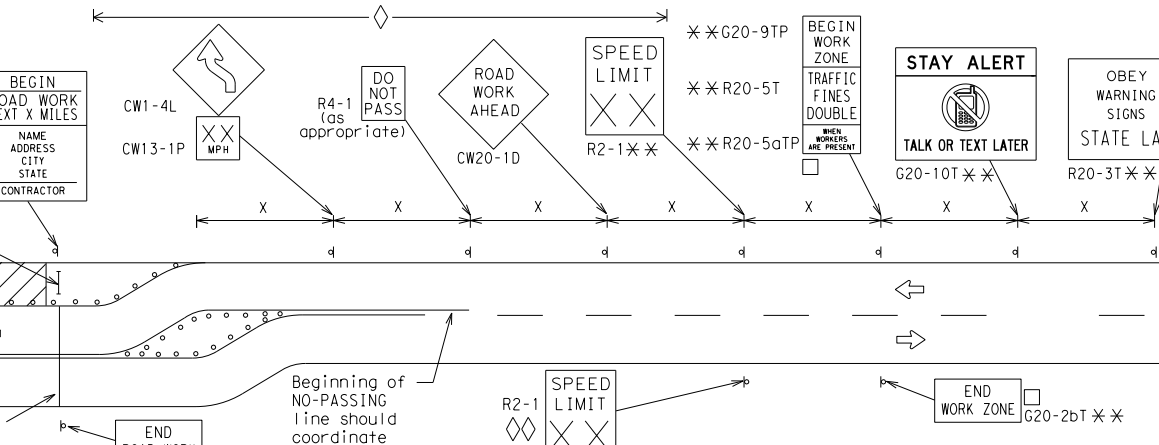 BEGIN
ROAD WORK
NEXT X MILES
NAME
ADDRESS
CITY
STATE
CONTRACTOR
CW1-4L
CW13-1P
XX
MPH
R4-1
(as
appropriate)
DO
NOT
PASS
ROAD
WORK
AHEAD
CW20-1D
SPEED
LIMIT
X X
R2-1**
**G20-9TP
**R20-5T
**R20-5aTP
BEGIN
WORK
ZONE
TRAFFIC
FINES
DOUBLE
WHEN
WORKERS
ARE PRESENT
STAY ALERT
TALK OR TEXT LATER
G20-10T**
OBEY
WARNING
SIGNS
STATE LA
R20-3T**
X X X X X X X
Beginning of
NO-PASSING
line should
coordinate
R2-1
SPEED
LIMIT
X X
END
WORK ZONE
G20-2bT**
END